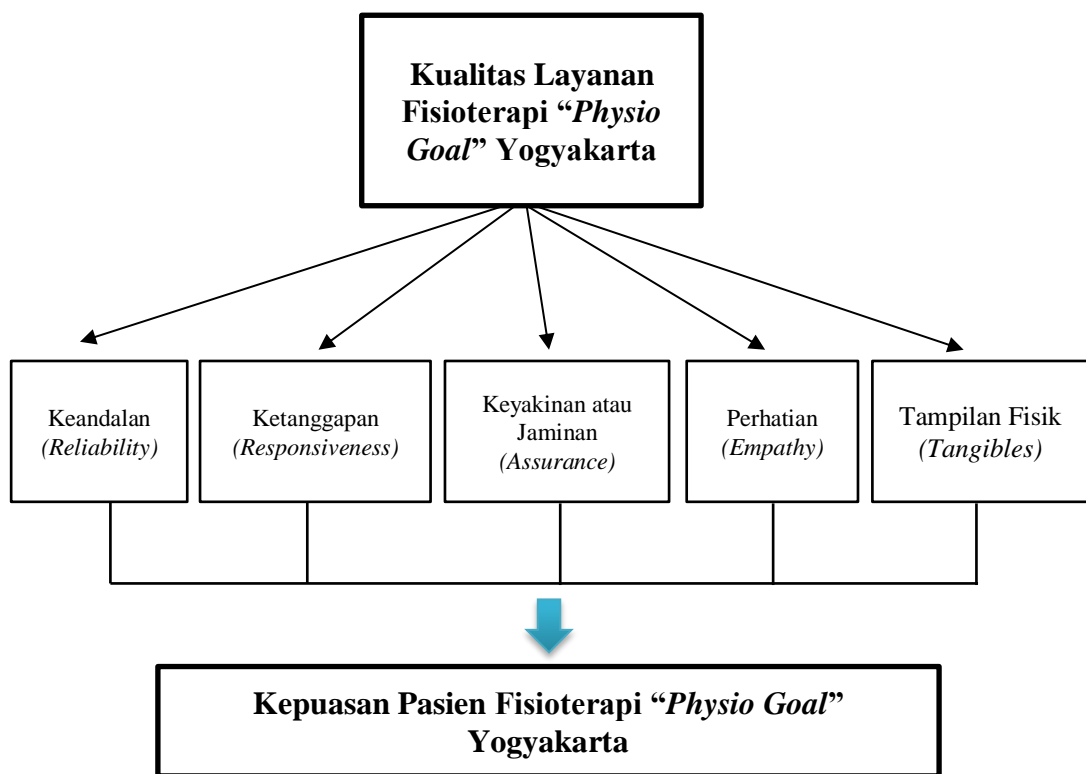 Kualitas Layanan
Fisioterapi “Physio
Goal” Yogyakarta
Keandalan
(Reliability)
Ketanggapan
(Responsiveness)
Keyakinan atau
Jaminan
(Assurance)
Perhatian
(Empathy)
Tampilan Fisik
(Tangibles)
Kepuasan Pasien Fisioterapi “Physio Goal”
Yogyakarta